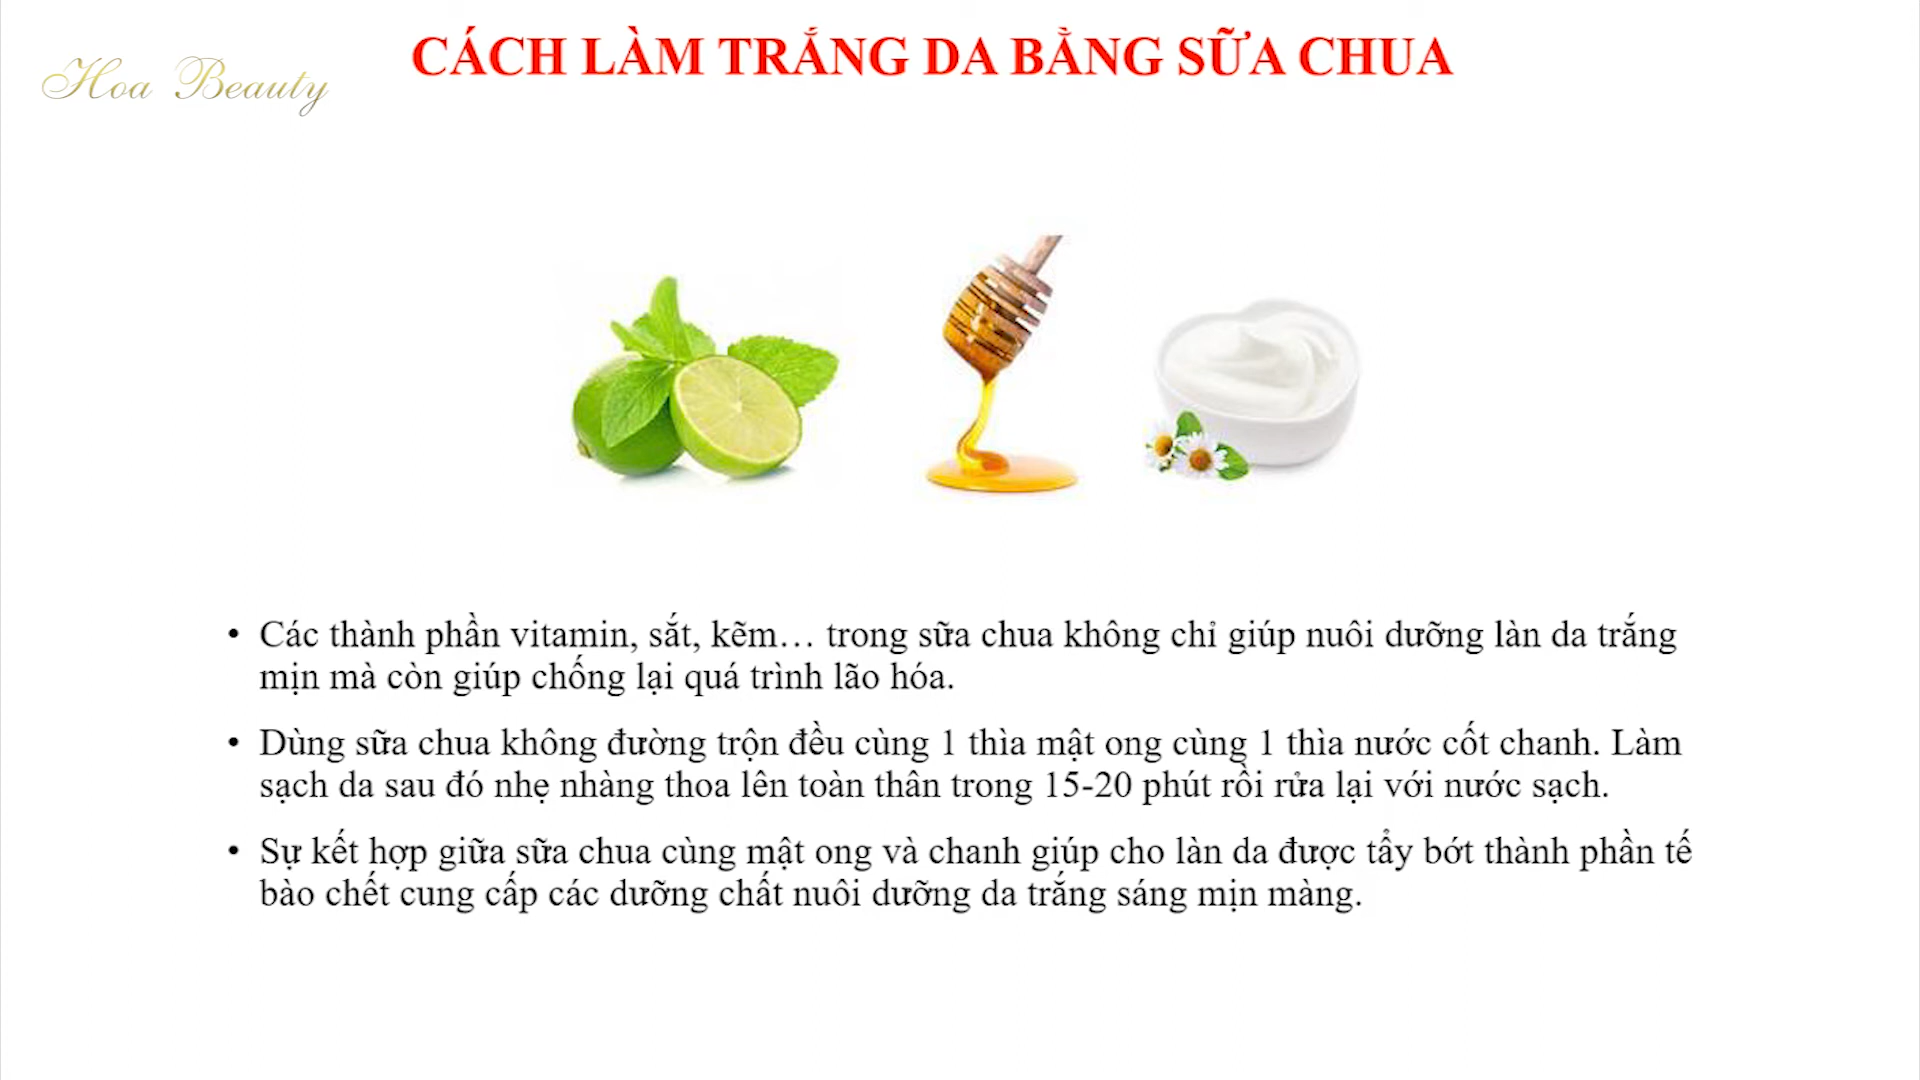 Hoa Beauty
CÁCH LÀM TRẮNG DA BẰNG SỮA CHUA
• Các thành phần vitamin, sắt, kẽm… trong sữa chua không chỉ giúp nuôi dưỡng làn da trắng
mịn mà còn giúp chống lại quá trình lão hóa.
• Dùng sữa chua không đường trộn đều cùng 1 thìa mật ong cùng 1 thìa nước cốt chanh. Làm
sạch da sau đó nhẹ nhàng thoa lên toàn thân trong 15-20 phút rồi rửa lại với nước sạch.
• Sự kết hợp giữa sữa chua cùng mật ong và chanh giúp cho làn da được tẩy bớt thành phần tế
bào chết cung cấp các dưỡng chất nuôi dưỡng da trắng sáng mịn màng.